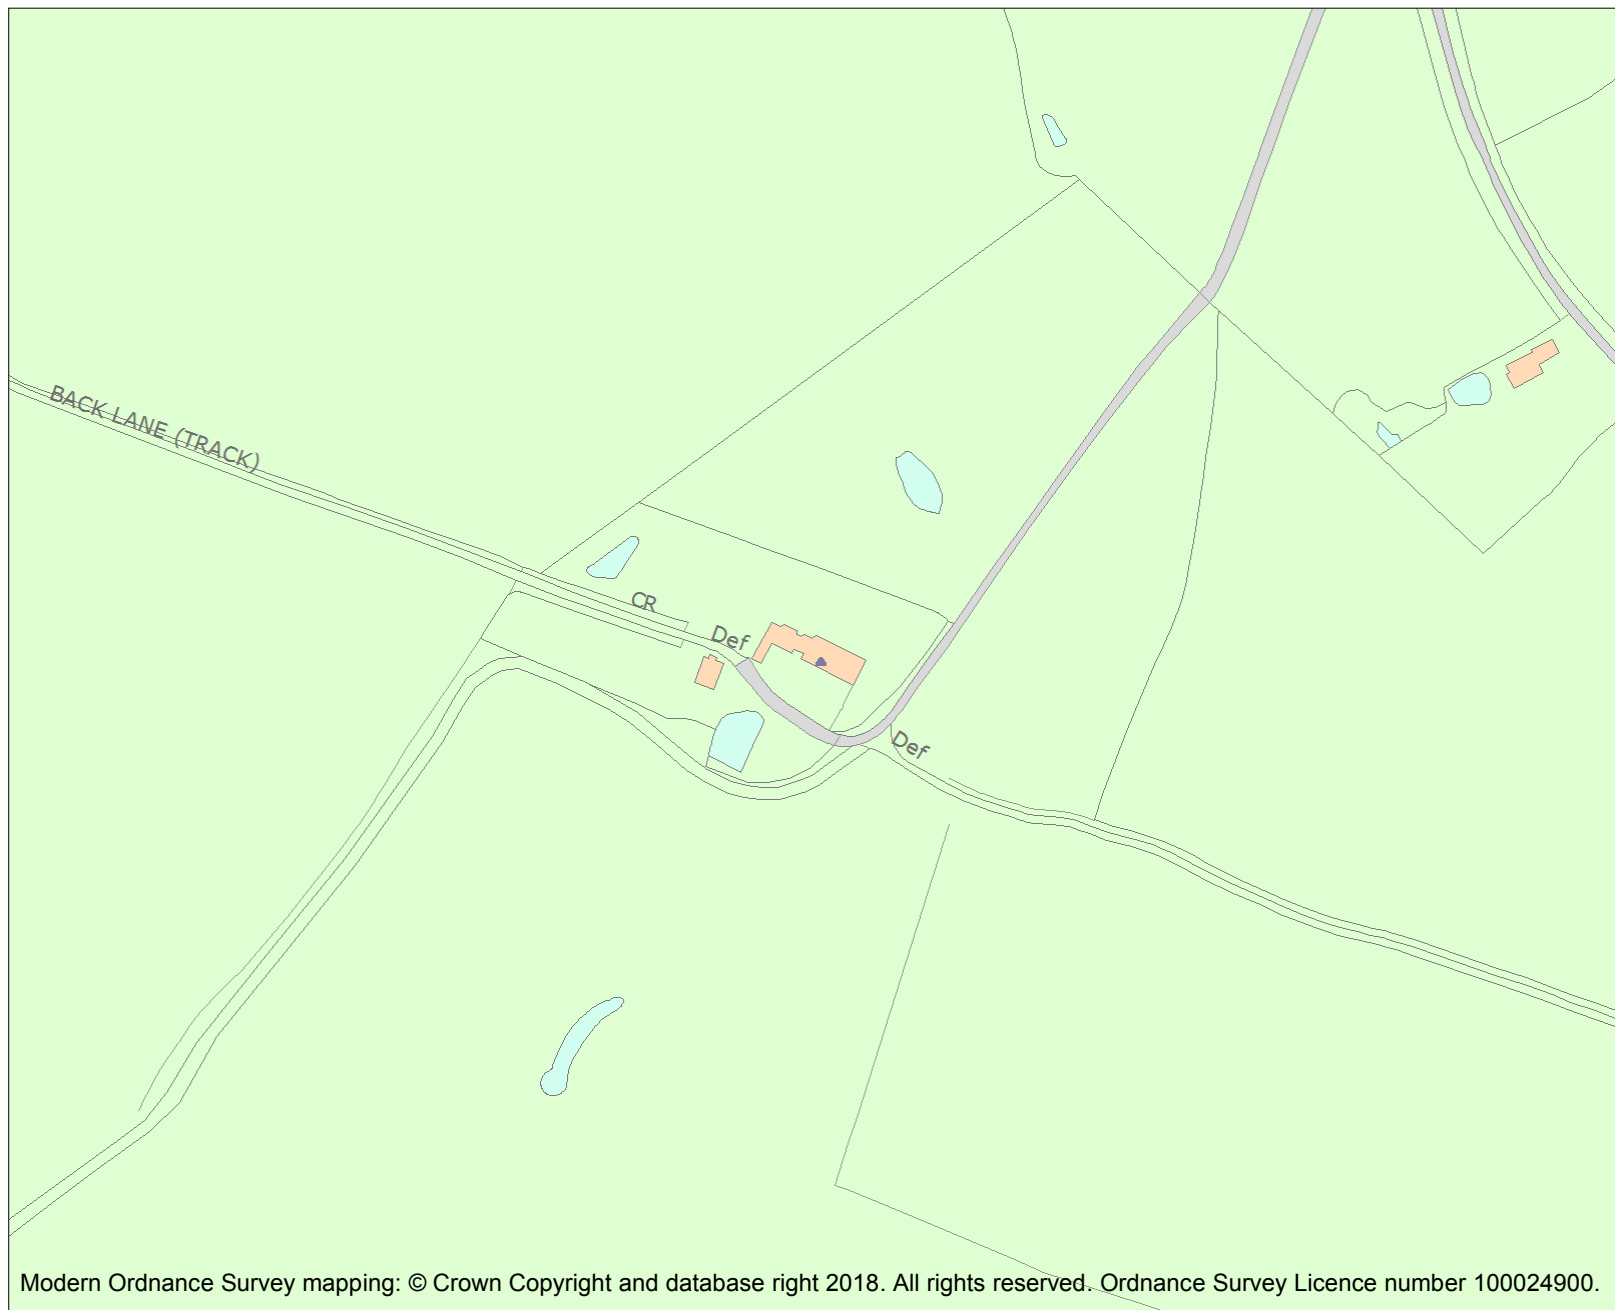 BACK LANE (TRACK)
CR
Def
Def
Modern Ordnance Survey mapping: © Crown Copyright and database right 2018. All rights reserved. Ordnance Survey Licence number 100024900.